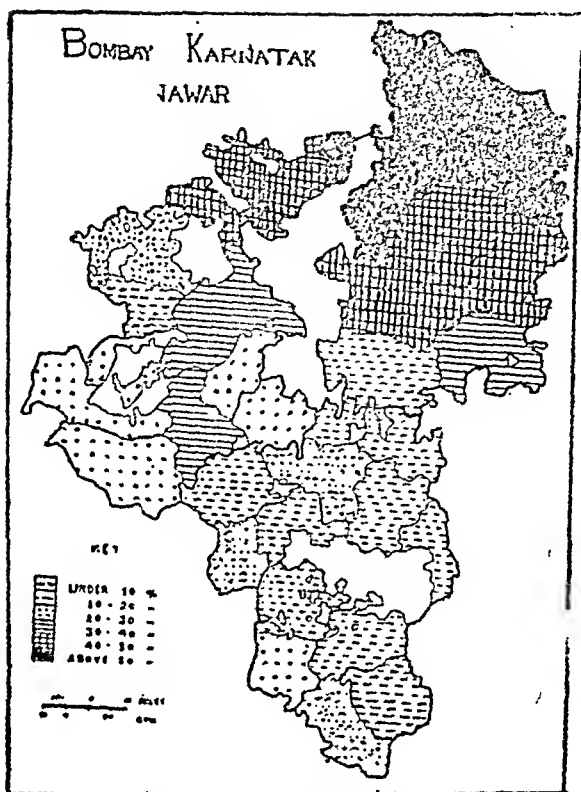 BOMBAY KARNATAK
JAWAR
KEY
UNDER 10 %
10 - 20 "
20 - 30 "
30 - 40 "
40 - 50 "
ABOVE 50 "